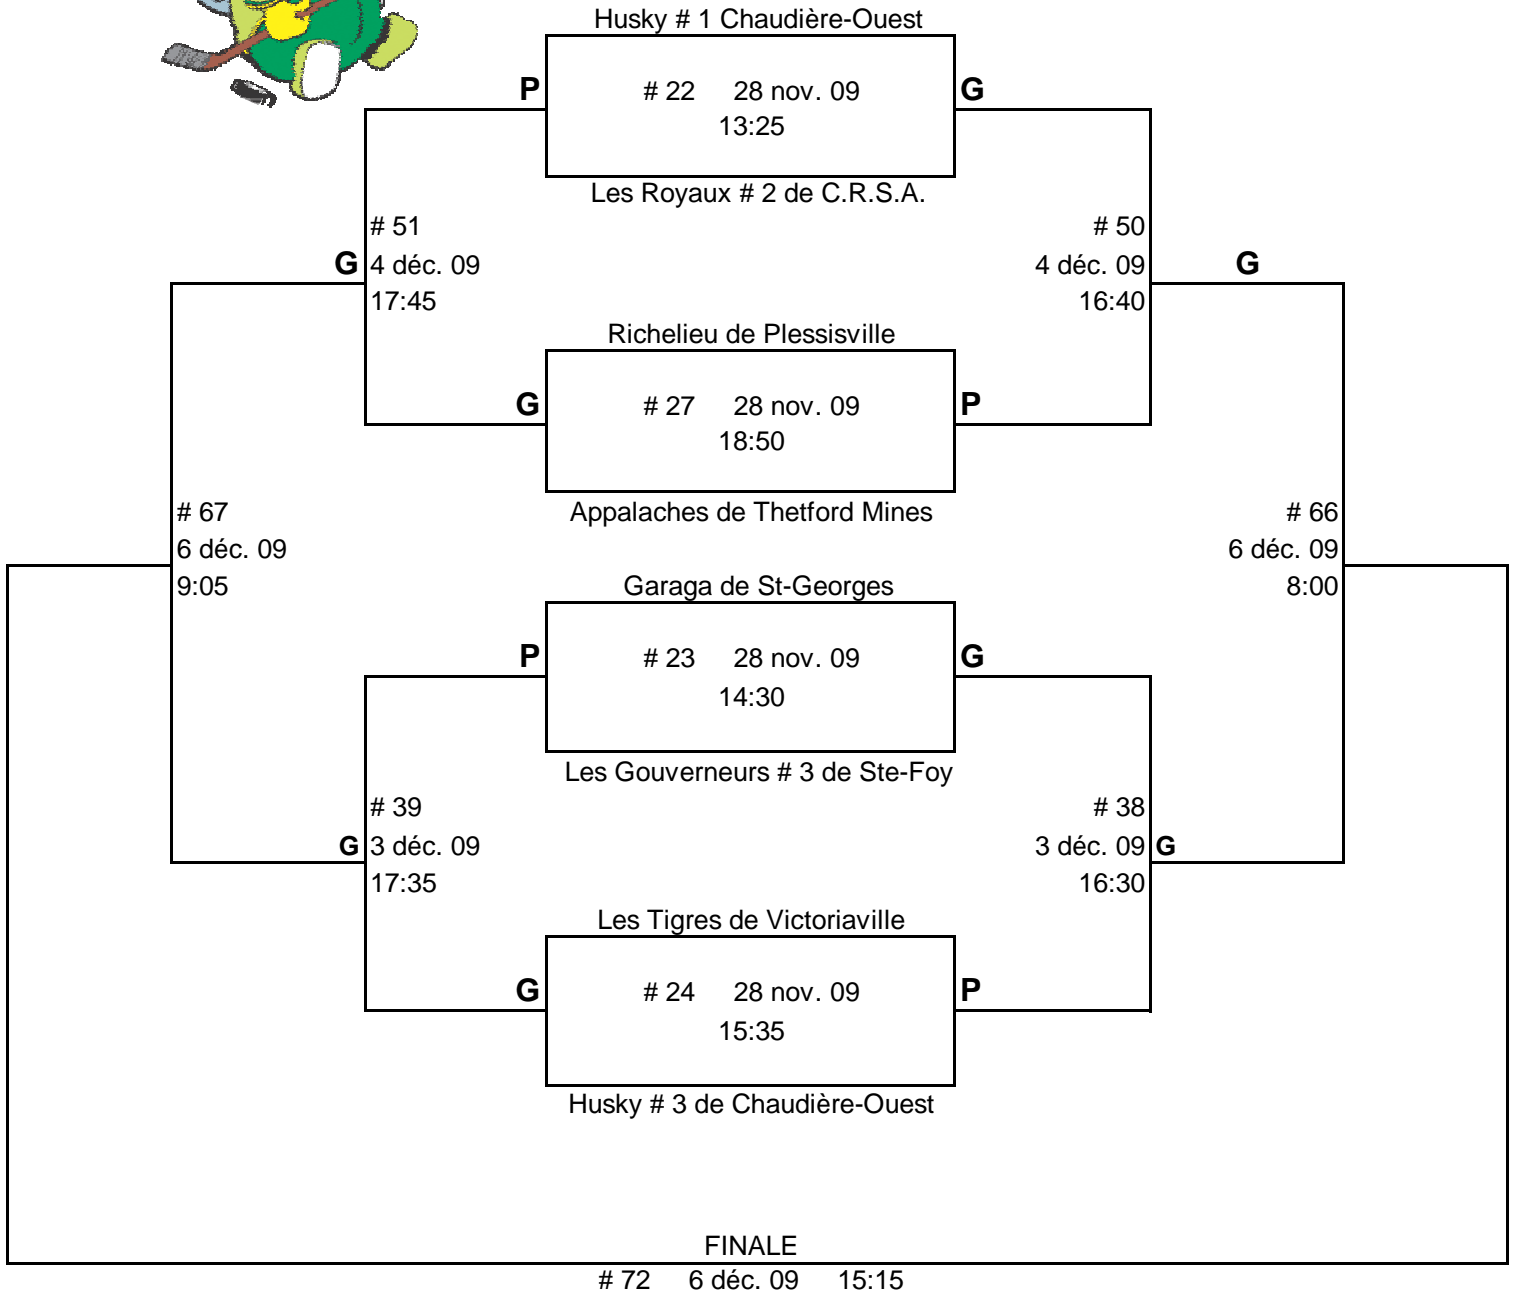 Husky # 1 Chaudière-Ouest
P # 22 28 nov. 09 G
13:25
Les Royaux # 2 de C.R.S.A.
# 51 # 50
G 4 déc. 09 4 déc. 09 G
17:45 16:40
Richelieu de Plessisville
G # 27 28 nov. 09 P
18:50
Appalaches de Thetford Mines
# 67 # 66
6 déc. 09 6 déc. 09
9:05 8:00
Garaga de St-Georges
P # 23 28 nov. 09 G
14:30
Les Gouverneurs # 3 de Ste-Foy
# 39 # 38
G 3 déc. 09 3 déc. 09 G
17:35 16:30
Les Tigres de Victoriaville
G # 24 28 nov. 09 P
15:35
Husky # 3 de Chaudière-Ouest
FINALE
# 72 6 déc. 09 15:15